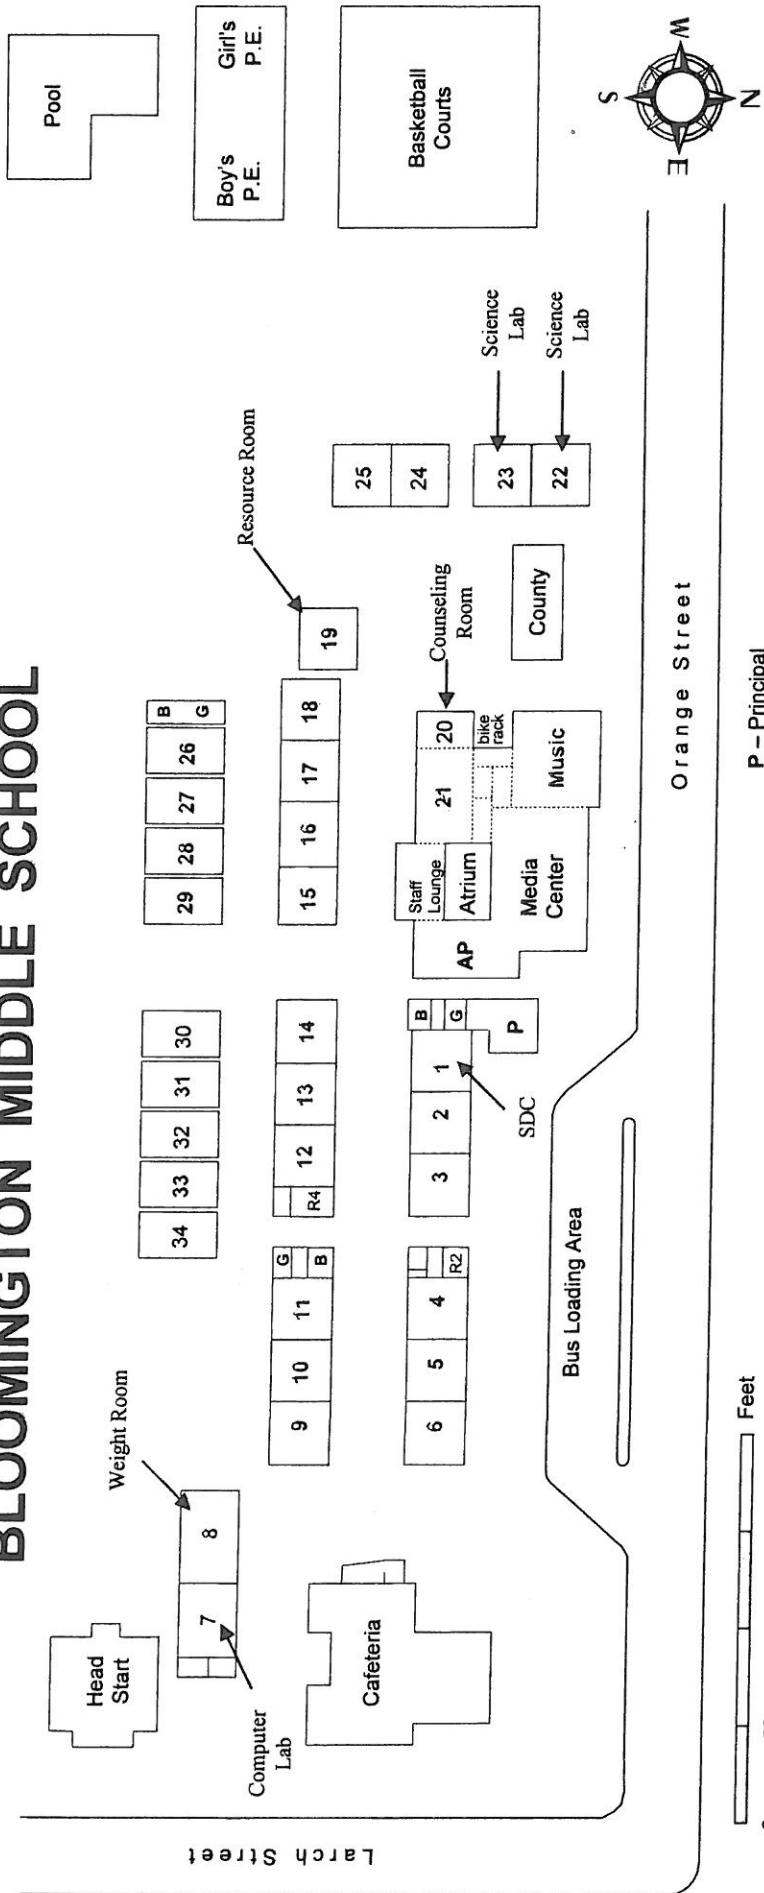 BLOOMINGTON MIDDLE SCHOOL
Head
Start
Weight Room
7
8
Computer
Lab
34
33
32
31
30
29
28
27
26
B
G
Pool
Boy's
P.E.
Girl's
P.E.
Resource Room
9
10
11
G
B
R4
12
13
14
15
16
17
18
19
25
24
Basketball
Courts
Cafeteria
6
5
4
R2
3
2
1
B
G
P
SDC
AP
Staff
Lounge
Atrium
Media
Center
21
20
bike
rack
Music
Counseling
Room
County
23
22
Science
Lab
Science
Lab
S
W
E
N
Bus Loading Area
Larch Street
Orange Street
Feet
P – Principal